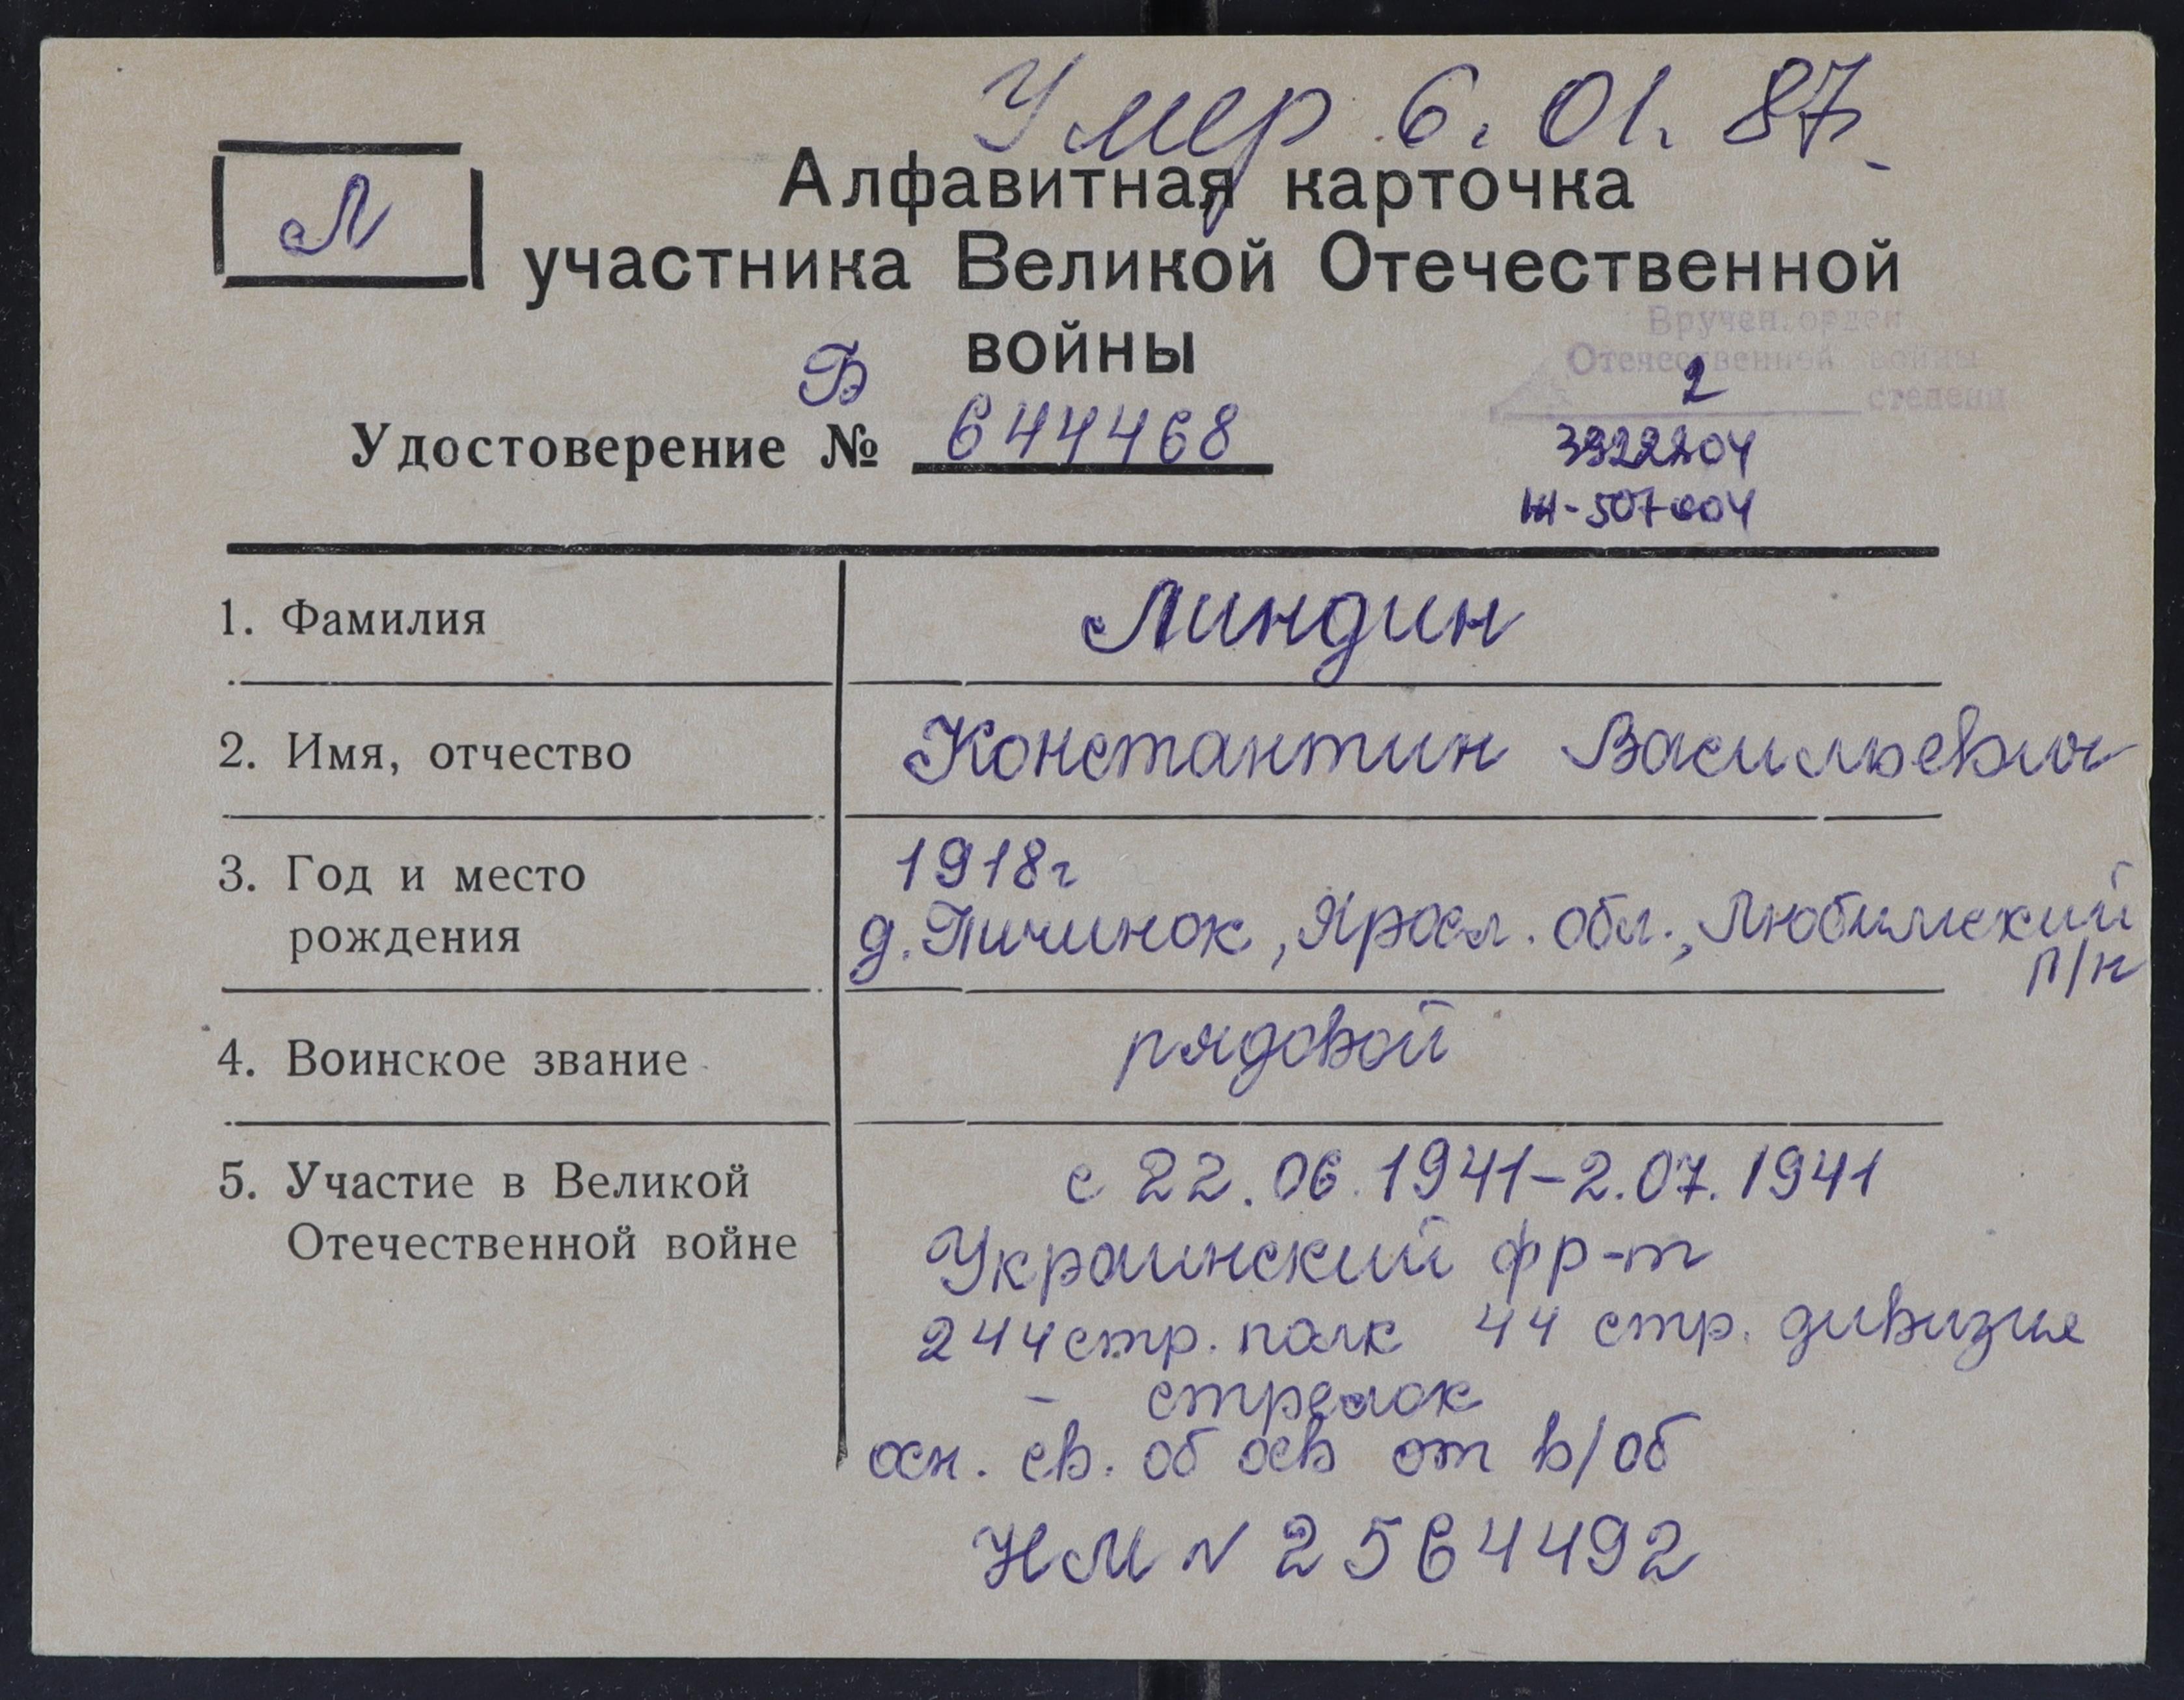 Умер 6.01.87
Л
Алфавитная карточка
участника Великой Отечественной
войны
Вручен орден
Отечественной войны
2 степени
Б
Удостоверение № 644468
3922204
1. Фамилия Линдин
2. Имя, отчество Константин Васильевич
3. Год и место рождения 1918г
д. Пичинок, Яросл. обл., Любимский
р/н
4. Воинское звание рядовой
5. Участие в Великой Отечественной войне с 22.06.1941-2.07.1941
Украинский фр-т
244 стр. полк 44 стр. дивизия
- стрелок
осн. св. об осв от в/об
НМ № 2564492